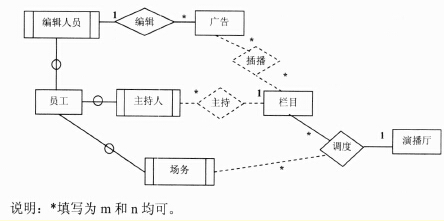 编辑人员
1
编辑
*
广告
*
插播
*
员工
主持人
*
主持
1
栏目
*
调度
1
演播厅
场务
*
说明：*填写为 m 和 n 均可。